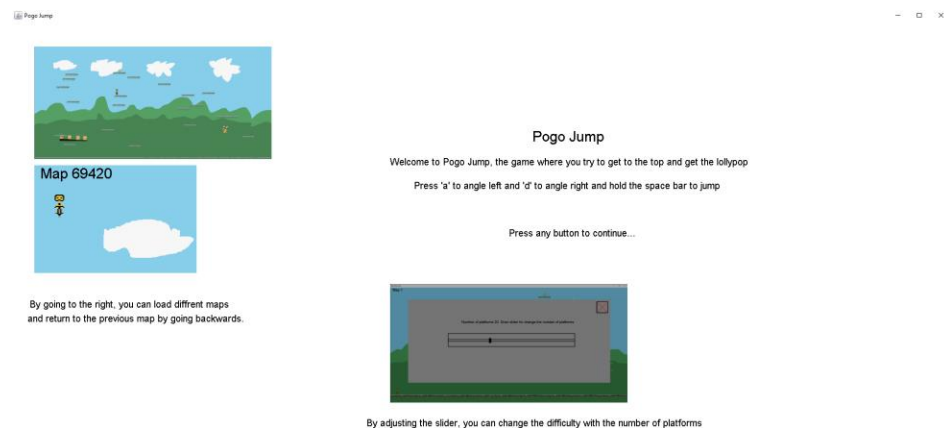 Pogo Jump
Map 69420
By going to the right, you can load diffrent maps
and return to the previous map by going backwards.
Pogo Jump
Welcome to Pogo Jump, the game where you try to get to the top and get the lollypop
Press 'a' to angle left and 'd' to angle right and hold the space bar to jump
Press any button to continue...
By adjusting the slider, you can change the difficulty with the number of platforms